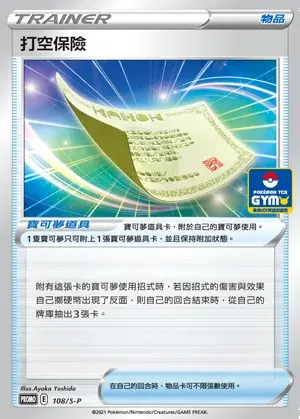 TRAINER
物品
打空保險
POKÉMON TCG
GYM
寶可夢道具
寶可夢道具卡，附於自己的寶可夢使用。
1隻寶可夢只可附上1張寶可夢道具卡，並且保持附加狀態。
附有這張卡的寶可夢使用招式時，若因招式的傷害與效果
自己擲硬幣出現了反面，則自己的回合結束時，從自己的
牌庫抽出3張卡。
Illus.Ayaka Yoshida
PROMO E 108/S-P
在自己的回合時，物品卡可不限張數使用。
©2021 Pokémon/Nintendo/Creatures/GAME FREAK.